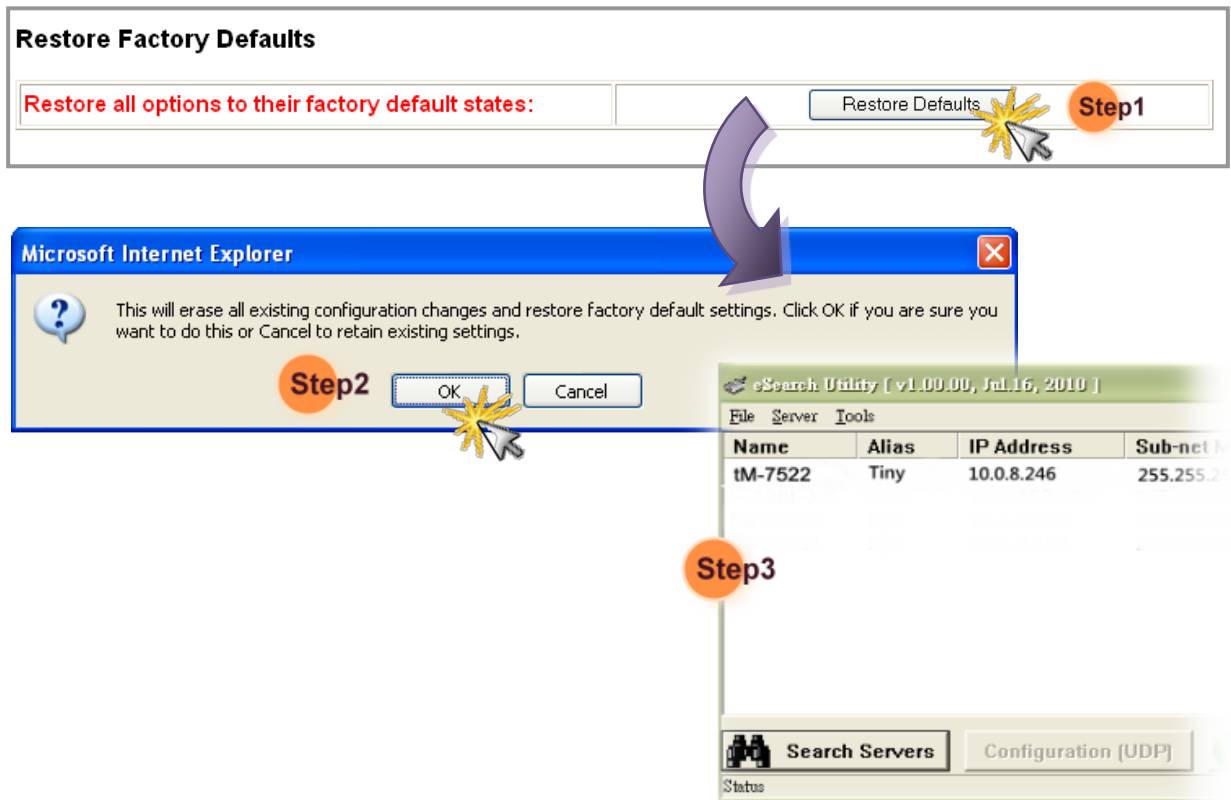 Restore Factory Defaults
Restore all options to their factory default states: Restore Defaults Step1
Microsoft Internet Explorer
This will erase all existing configuration changes and restore factory default settings. Click OK if you are sure you
want to do this or Cancel to retain existing settings.
Step2 OK Cancel
eSearch Utility [ v1.00.00, Jul.16, 2010 ]
File Server Tools
Name Alias IP Address Sub-net
tM-7522 Tiny 10.0.8.246 255.255.
Step3
Search Servers Configuration (UDP)
Status